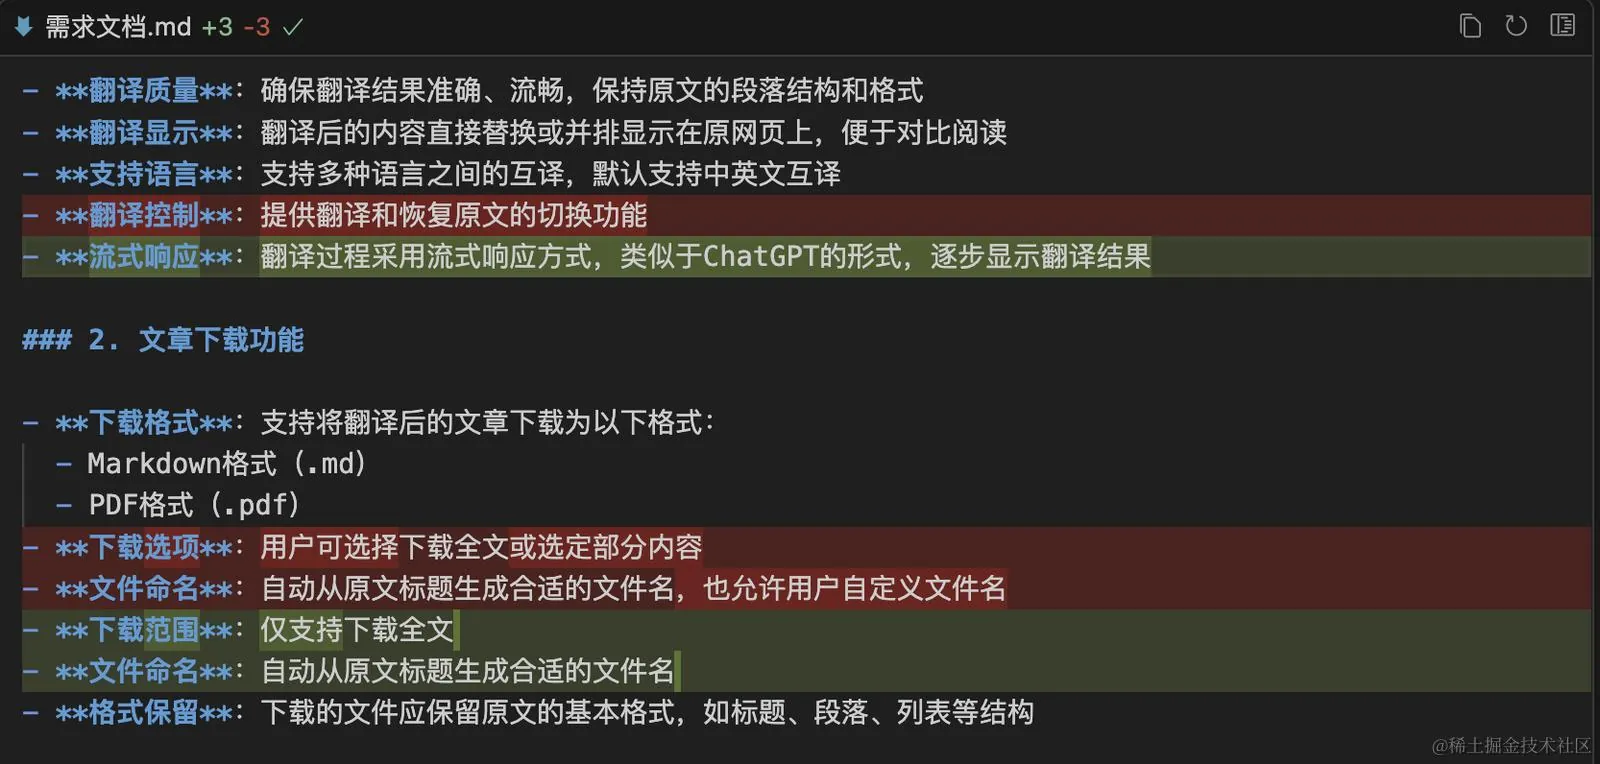 需求文档.md +3 -3
- **翻译质量**：确保翻译结果准确、流畅，保持原文的段落结构和格式
- **翻译显示**：翻译后的内容直接替换或并排显示在原网页上，便于对比阅读
- **支持语言**：支持多种语言之间的互译，默认支持中英文互译
- **翻译控制**：提供翻译和恢复原文的切换功能
- **流式响应**：翻译过程采用流式响应方式，类似于ChatGPT的形式，逐步显示翻译结果
### 2. 文章下载功能
- **下载格式**：支持将翻译后的文章下载为以下格式：
- Markdown格式（.md）
- PDF格式（.pdf）
- **下载选项**：用户可选择下载全文或选定部分内容
- **文件命名**：自动从原文标题生成合适的文件名，也允许用户自定义文件名
- **下载范围**：仅支持下载全文
- **文件命名**：自动从原文标题生成合适的文件名
- **格式保留**：下载的文件应保留原文的基本格式，如标题、段落、列表等结构
@稀土掘金技术社区